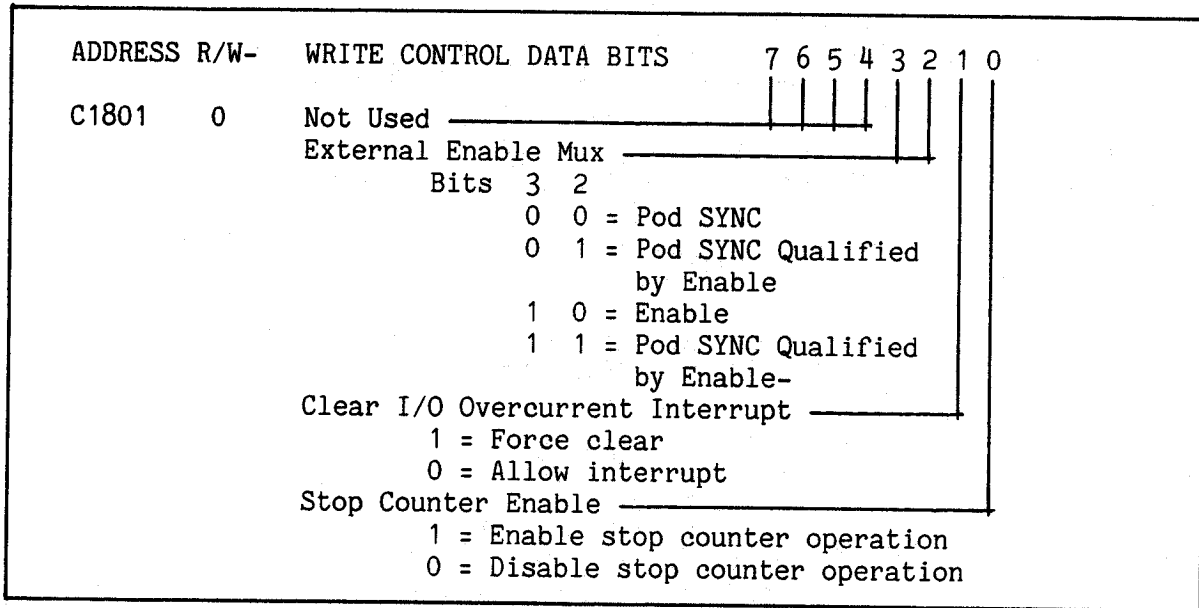 ADDRESS R/W- WRITE CONTROL DATA BITS 7 6 5 4 3 2 1 0
C1801 0 Not Used
External Enable Mux
Bits 3 2
0 0 = Pod SYNC
0 1 = Pod SYNC Qualified
by Enable
1 0 = Enable
1 1 = Pod SYNC Qualified
by Enable-
Clear I/O Overcurrent Interrupt
1 = Force clear
0 = Allow interrupt
Stop Counter Enable
1 = Enable stop counter operation
0 = Disable stop counter operation